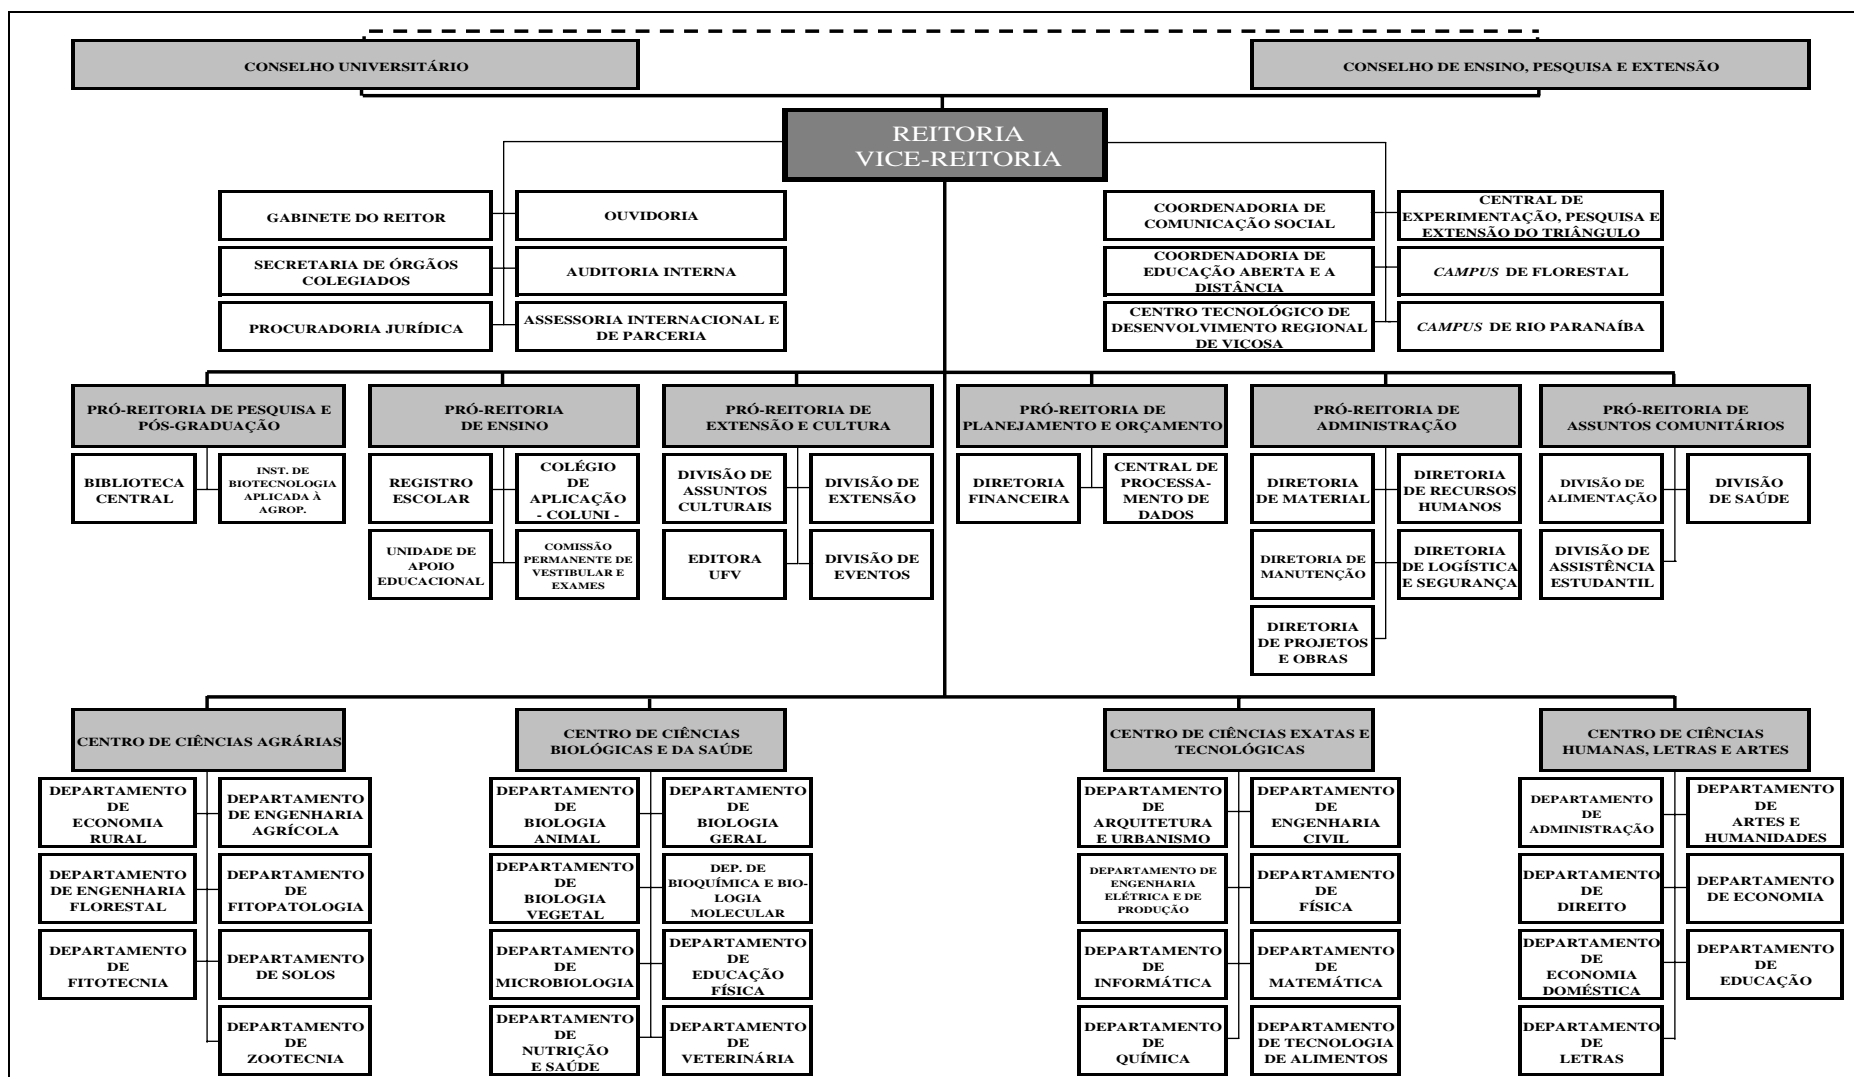 CONSELHO UNIVERSITÁRIO
CONSELHO DE ENSINO, PESQUISA E EXTENSÃO
REITORIA
VICE-REITORIA
GABINETE DO REITOR
OUVIDORIA
COORDENADORIA DE
COMUNICAÇÃO SOCIAL
CENTRAL DE
EXPERIMENTAÇÃO, PESQUISA E
EXTENSÃO DO TRIÂNGULO
SECRETARIA DE ÓRGÃOS
COLEGIADOS
AUDITORIA INTERNA
COORDENADORIA DE
EDUCAÇÃO ABERTA E A
DISTÂNCIA
CAMPUS DE FLORESTAL
PROCURADORIA JURÍDICA
ASSESSORIA INTERNACIONAL E
DE PARCERIA
CENTRO TECNOLÓGICO DE
DESENVOLVIMENTO REGIONAL
DE VIÇOSA
CAMPUS DE RIO PARANAÍBA
PRÓ-REITORIA DE PESQUISA E
PÓS-GRADUAÇÃO
PRÓ-REITORIA
DE ENSINO
PRÓ-REITORIA DE
EXTENSÃO E CULTURA
PRÓ-REITORIA DE
PLANEJAMENTO E ORÇAMENTO
PRÓ-REITORIA DE
ADMINISTRAÇÃO
PRÓ-REITORIA DE
ASSUNTOS COMUNITÁRIOS
BIBLIOTECA
CENTRAL
INST. DE
BIOTECNOLOGIA
APLICADA À
AGROP.
REGISTRO
ESCOLAR
COLÉGIO
DE
APLICAÇÃO
- COLUNI -
DIVISÃO DE
ASSUNTOS
CULTURAIS
DIVISÃO DE
EXTENSÃO
DIRETORIA
FINANCEIRA
CENTRAL DE
PROCESSA-
MENTO DE
DADOS
DIRETORIA
DE MATERIAL
DIRETORIA
DE RECURSOS
HUMANOS
DIVISÃO DE
ALIMENTAÇÃO
DIVISÃO
DE SAÚDE
UNIDADE DE
APOIO
EDUCACIONAL
COMISSÃO
PERMANENTE DE
VESTIBULAR E
EXAMES
EDITORA
UFV
DIVISÃO DE
EVENTOS
DIRETORIA DE
MANUTENÇÃO
DIRETORIA
DE LOGÍSTICA
E SEGURANÇA
DIVISÃO DE
ASSISTÊNCIA
ESTUDANTIL
DIRETORIA
DE PROJETOS
E OBRAS
CENTRO DE CIÊNCIAS AGRÁRIAS
CENTRO DE CIÊNCIAS
BIOLÓGICAS E DA SAÚDE
CENTRO DE CIÊNCIAS EXATAS E
TECNOLÓGICAS
CENTRO DE CIÊNCIAS
HUMANAS, LETRAS E ARTES
DEPARTAMENTO
DE
ECONOMIA
RURAL
DEPARTAMENTO
DE ENGENHARIA
AGRÍCOLA
DEPARTAMENTO
DE
BIOLOGIA
ANIMAL
DEPARTAMENTO
DE
BIOLOGIA
GERAL
DEPARTAMENTO
DE
ARQUITETURA
E URBANISMO
DEPARTAMENTO
DE
ENGENHARIA
CIVIL
DEPARTAMENTO
DE
ADMINISTRAÇÃO
DEPARTAMENTO
DE
ARTES E
HUMANIDADES
DEPARTAMENTO
DE ENGENHARIA
FLORESTAL
DEPARTAMENTO
DE
FITOPATOLOGIA
DEPARTAMENTO
DE
BIOLOGIA
VEGETAL
DEP. DE
BIOQUÍMICA E BIO-
LOGIA
MOLECULAR
DEPARTAMENTO DE
ENGENHARIA
ELÉTRICA E DE
PRODUÇÃO
DEPARTAMENTO
DE
FÍSICA
DEPARTAMENTO
DE
DIREITO
DEPARTAMENTO
DE ECONOMIA
DEPARTAMENTO
DE
FITOTECNIA
DEPARTAMENTO
DE SOLOS
DEPARTAMENTO
DE
MICROBIOLOGIA
DEPARTAMENTO
DE
EDUCAÇÃO
FÍSICA
DEPARTAMENTO
DE
INFORMÁTICA
DEPARTAMENTO
DE
MATEMÁTICA
DEPARTAMENTO
DE
ECONOMIA
DOMÉSTICA
DEPARTAMENTO
DE
EDUCAÇÃO
DEPARTAMENTO
DE
ZOOTECNIA
DEPARTAMENTO
DE
NUTRIÇÃO
E SAÚDE
DEPARTAMENTO
DE
VETERINÁRIA
DEPARTAMENTO
DE
QUÍMICA
DEPARTAMENTO
DE TECNOLOGIA
DE ALIMENTOS
DEPARTAMENTO
DE
LETRAS